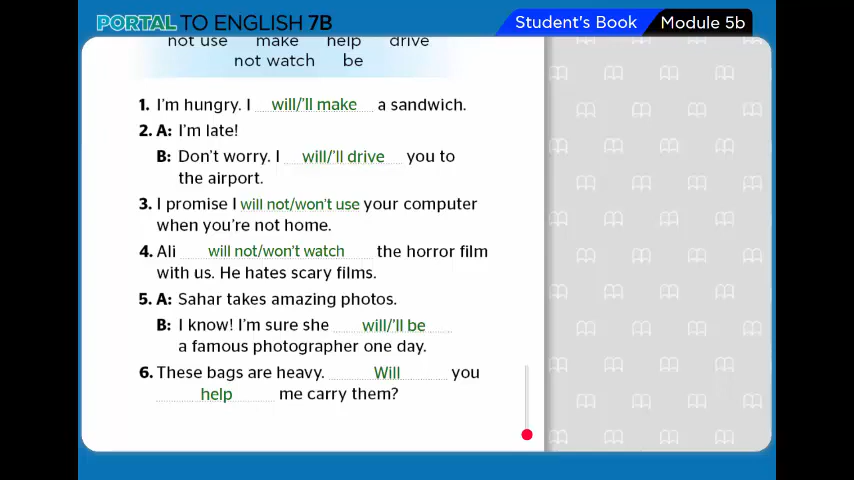 PORTAL TO ENGLISH 7B
Student's Book
Module 5b
not use make help drive
not watch be
1. I'm hungry. I will/'ll make a sandwich.
2. A: I'm late!
B: Don't worry. I will/'ll drive you to
the airport.
3. I promise I will not/won't use your computer
when you're not home.
4. Ali will not/won't watch the horror film
with us. He hates scary films.
5. A: Sahar takes amazing photos.
B: I know! I'm sure she will/'ll be
a famous photographer one day.
6. These bags are heavy. Will you
help me carry them?